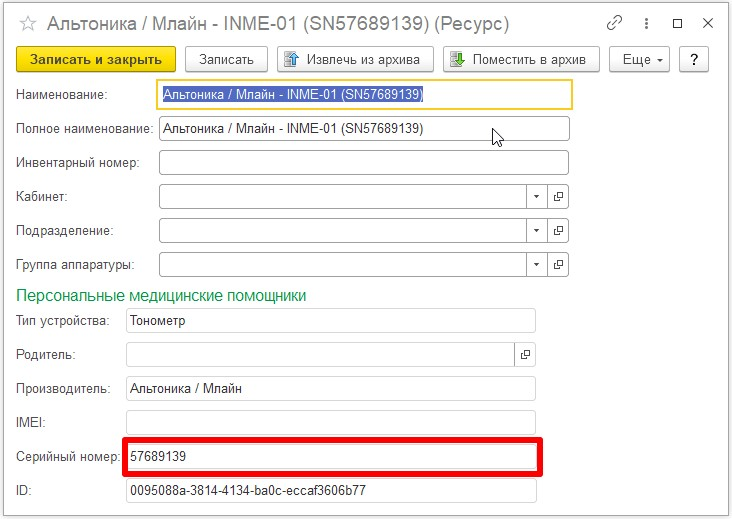 Альтоника / Млайн - INME-01 (SN57689139) (Ресурс)
Записать и закрыть Записать Извлечь из архива Поместить в архив Еще ?
Наименование: Альтоника / Млайн - INME-01 (SN57689139)
Полное наименование: Альтоника / Млайн - INME-01 (SN57689139)
Инвентарный номер:
Кабинет:
Подразделение:
Группа аппаратуры:
Персональные медицинские помощники
Тип устройства: Тонометр
Родитель:
Производитель: Альтоника / Млайн
IMEI:
Серийный номер: 57689139
ID: 0095088a-3814-4134-ba0c-eccaf3606b77